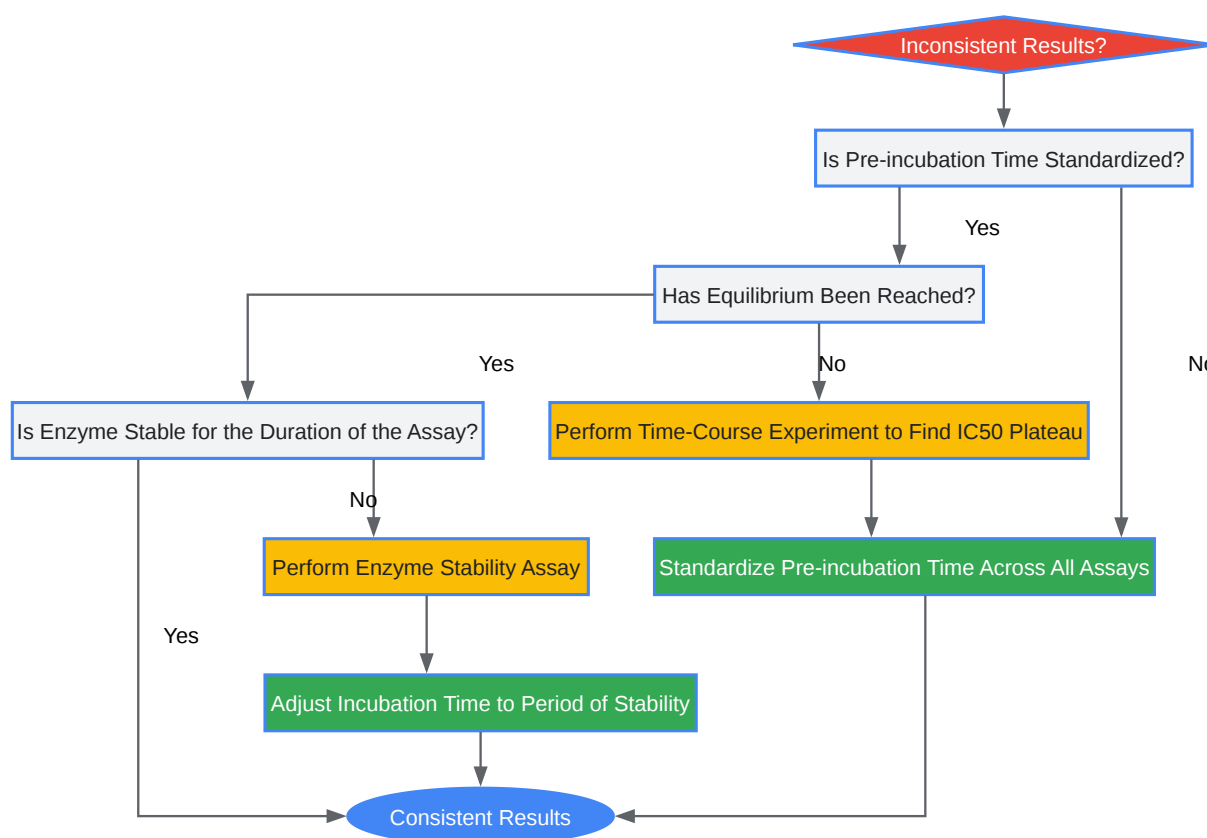 Inconsistent Results?
Is Pre-incubation Time Standardized?
Yes
Has Equilibrium Been Reached?
Yes
No
No
Is Enzyme Stable for the Duration of the Assay?
Perform Time-Course Experiment to Find IC50 Plateau
No
Perform Enzyme Stability Assay
Standardize Pre-incubation Time Across All Assays
Yes
Adjust Incubation Time to Period of Stability
Consistent Results